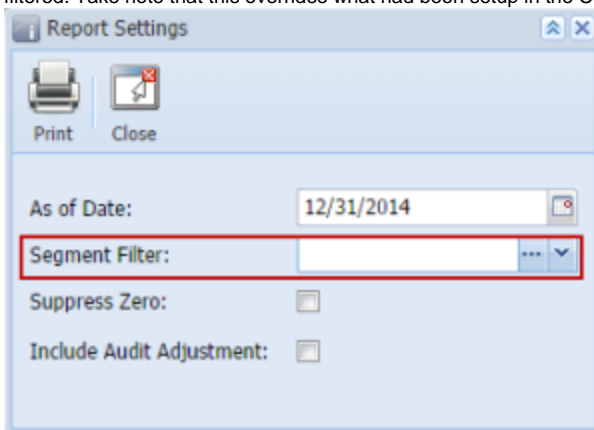 filtered. Take note that this overrides what had been setup in the
Report Settings
Print Close
As of Date: 12/31/2014
Segment Filter:
Suppress Zero:
Include Audit Adjustment: